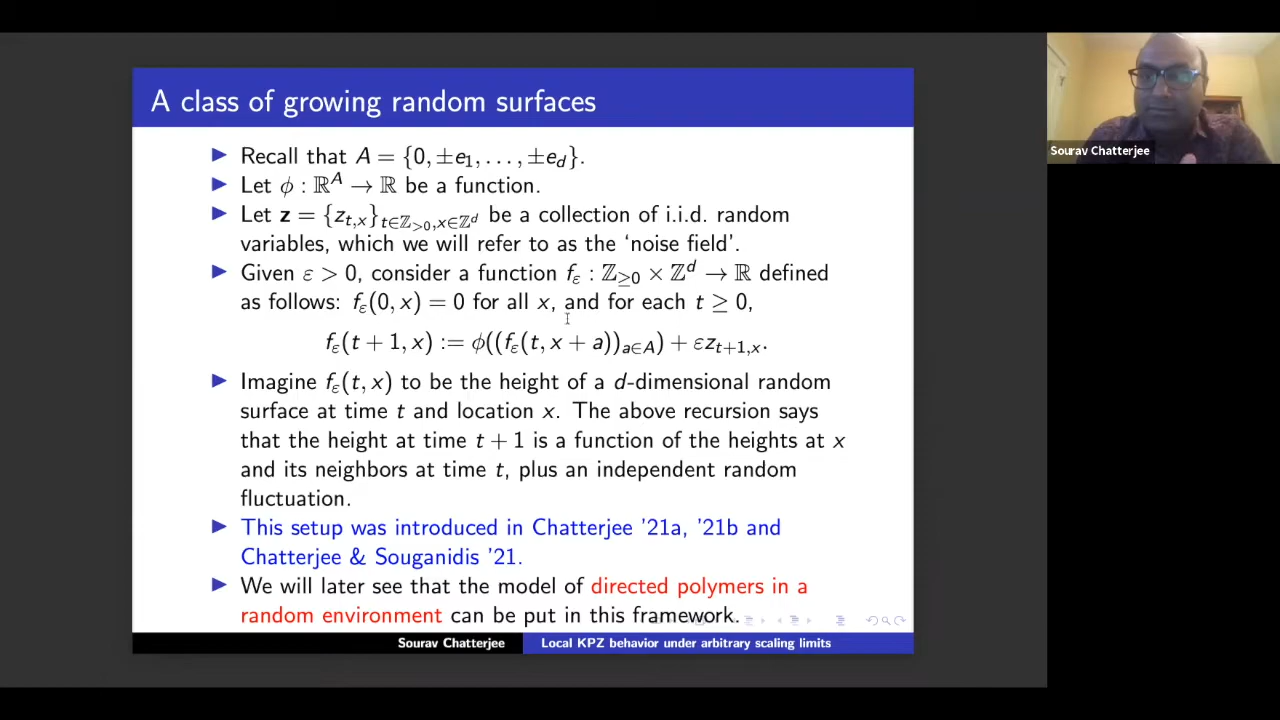 A class of growing random surfaces
▶ Recall that A = {0, ±e₁, . . . , ±e_d}.
▶ Let ϕ : ℝ^A → ℝ be a function.
▶ Let z = {z_{t,x}}_{t∈ℤ_{>0}, x∈ℤ^d} be a collection of i.i.d. random
variables, which we will refer to as the ‘noise field’.
▶ Given ε > 0, consider a function f_ε : ℤ_{≥0} × ℤ^d → ℝ defined
as follows: f_ε(0, x) = 0 for all x, and for each t ≥ 0,
f_ε(t + 1, x) := ϕ((f_ε(t, x + a))_{a∈A}) + εz_{t+1,x}.
▶ Imagine f_ε(t, x) to be the height of a d-dimensional random
surface at time t and location x. The above recursion says
that the height at time t + 1 is a function of the heights at x
and its neighbors at time t, plus an independent random
fluctuation.
▶ This setup was introduced in Chatterjee ’21a, ’21b and
Chatterjee & Souganidis ’21.
▶ We will later see that the model of directed polymers in a
random environment can be put in this framework.
Sourav Chatterjee Local KPZ behavior under arbitrary scaling limits
Sourav Chatterjee